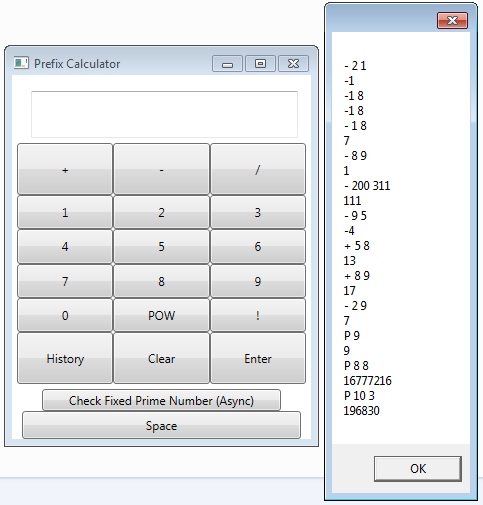 Prefix Calculator
+ - /
1 2 3
4 5 6
7 8 9
0 POW !
History Clear Enter
Check Fixed Prime Number (Async)
Space
- 2 1
-1
-1 8
-1 8
- 1 8
7
- 8 9
1
- 200 311
111
- 9 5
-4
+ 5 8
13
+ 8 9
17
- 2 9
7
P 9
9
P 8 8
16777216
P 10 3
196830
OK